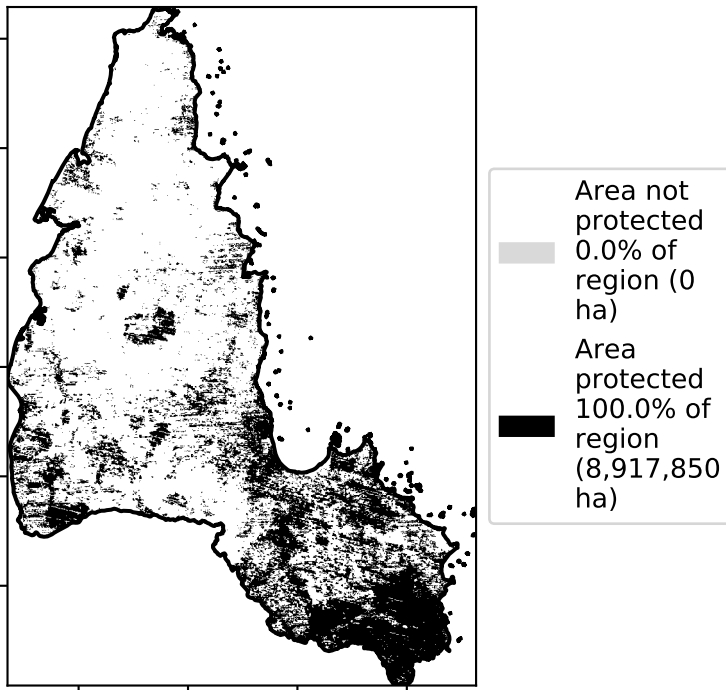 Area not
protected
0.0% of
region (0
ha)
Area
protected
100.0% of
region
(8,917,850
ha)